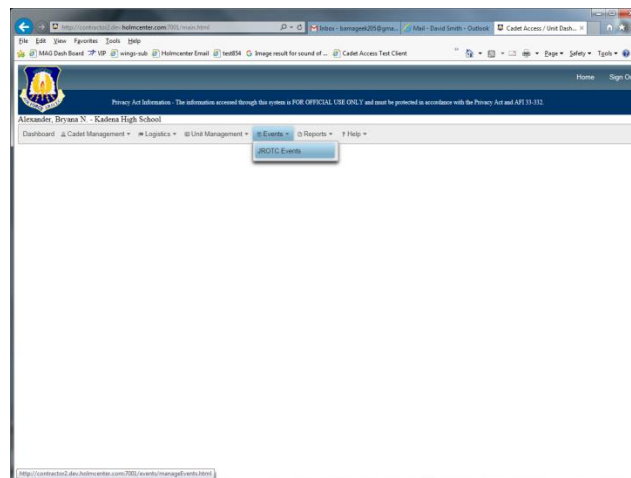 http://contractor2.dev.holmcenter.com:7001/main.html
Inbox - kamageek205@gma...
Mail - David Smith - Outlook
Cadet Access / Unit Dash...
File Edit View Favorites Tools Help
MAG Dash Board VIP wings-sub Holmcenter Email test854 Image result for sound of ... Cadet Access Test Client
Page Safety Tools
Home Sign O
Privacy Act Information - The information accessed through this system is FOR OFFICIAL USE ONLY and must be protected in accordance with the Privacy Act and AFI 33-332.
Alexander, Bryana N. - Kadena High School
Dashboard Cadet Management Logistics Unit Management Events Reports ? Help
JROTC Events
http://contractor2.dev.holmcenter.com:7001/events/manageEvents.html